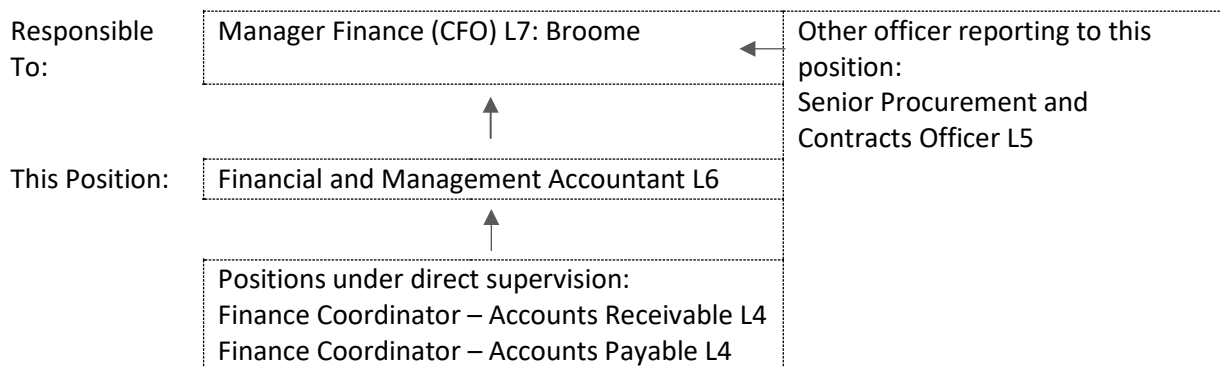 Responsible To:
Manager Finance (CFO) L7: Broome
Other officer reporting to this
position:
Senior Procurement and
Contracts Officer L5
This Position:
Financial and Management Accountant L6
Positions under direct supervision:
Finance Coordinator – Accounts Receivable L4
Finance Coordinator – Accounts Payable L4